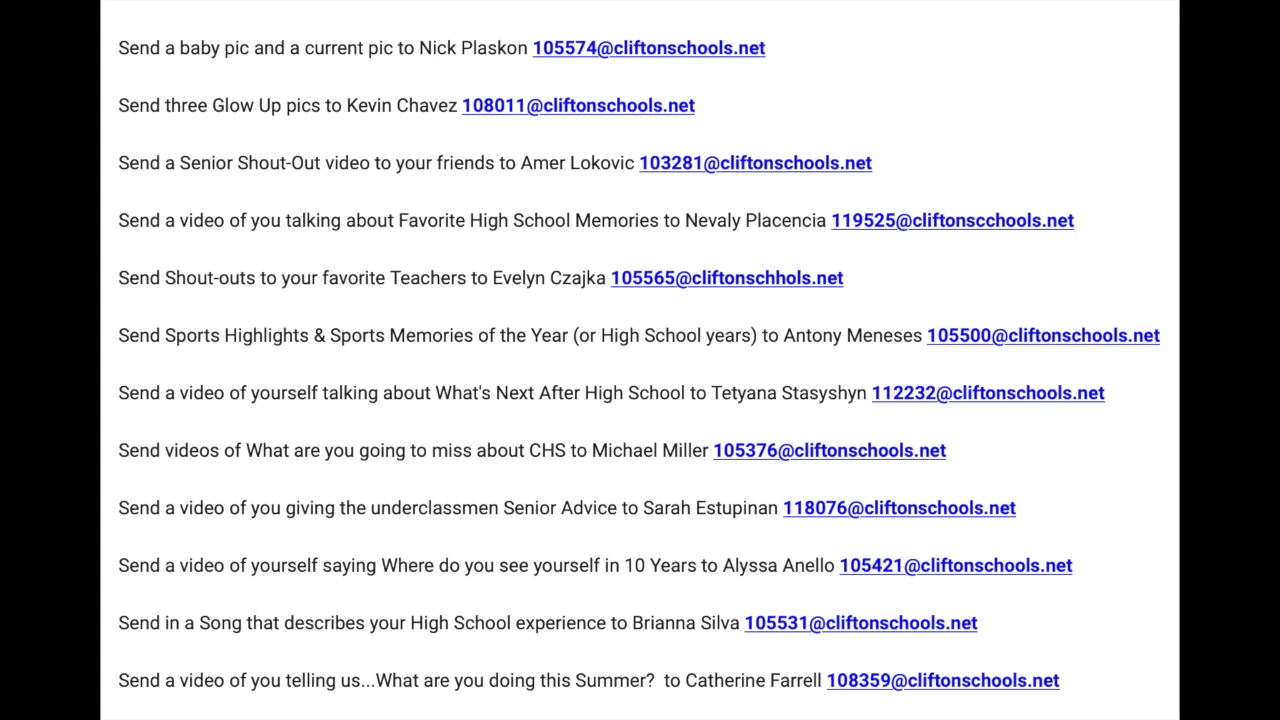 Send a baby pic and a current pic to Nick Plaskon 105574@cliftonschools.net
Send three Glow Up pics to Kevin Chavez 108011@cliftonschools.net
Send a Senior Shout-Out video to your friends to Amer Lokovic 103281@cliftonschools.net
Send a video of you talking about Favorite High School Memories to Nevaly Placencia 119525@cliftonscchools.net
Send Shout-outs to your favorite Teachers to Evelyn Czajka 105565@cliftonschhols.net
Send Sports Highlights & Sports Memories of the Year (or High School years) to Antony Meneses 105500@cliftonschools.net
Send a video of yourself talking about What's Next After High School to Tetyana Stasyshyn 112232@cliftonschools.net
Send videos of What are you going to miss about CHS to Michael Miller 105376@cliftonschools.net
Send a video of you giving the underclassmen Senior Advice to Sarah Estupinan 118076@cliftonschools.net
Send a video of yourself saying Where do you see yourself in 10 Years to Alyssa Anello 105421@cliftonschools.net
Send in a Song that describes your High School experience to Brianna Silva 105531@cliftonschools.net
Send a video of you telling us...What are you doing this Summer?  to Catherine Farrell 108359@cliftonschools.net